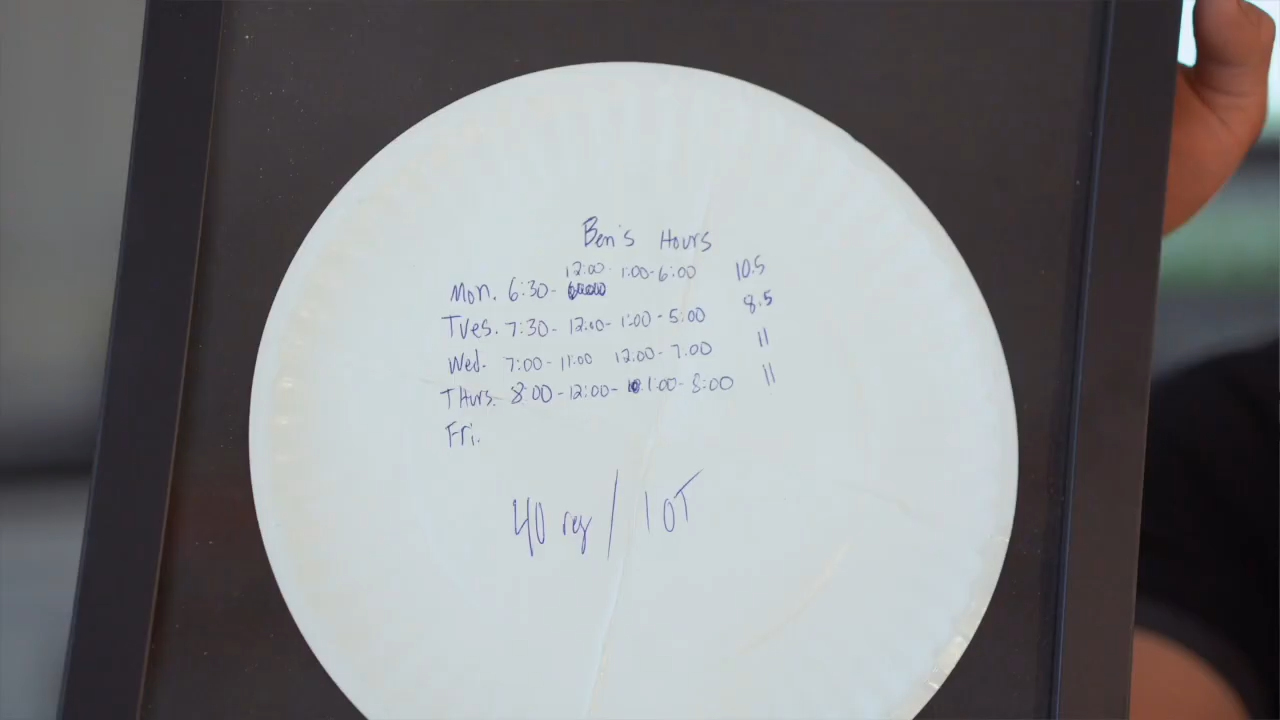 Ben's Hours
Mon. 6:30- 12:00- 1:00-6:00 10.5
Tues. 7:30- 12:00- 1:00-5:00 8.5
Wed. 7:00- 11:00 12:00-7:00 11
Thurs. 8:00-12:00- 1:00- 8:00 11
Fri.
40 reg / 1 OT